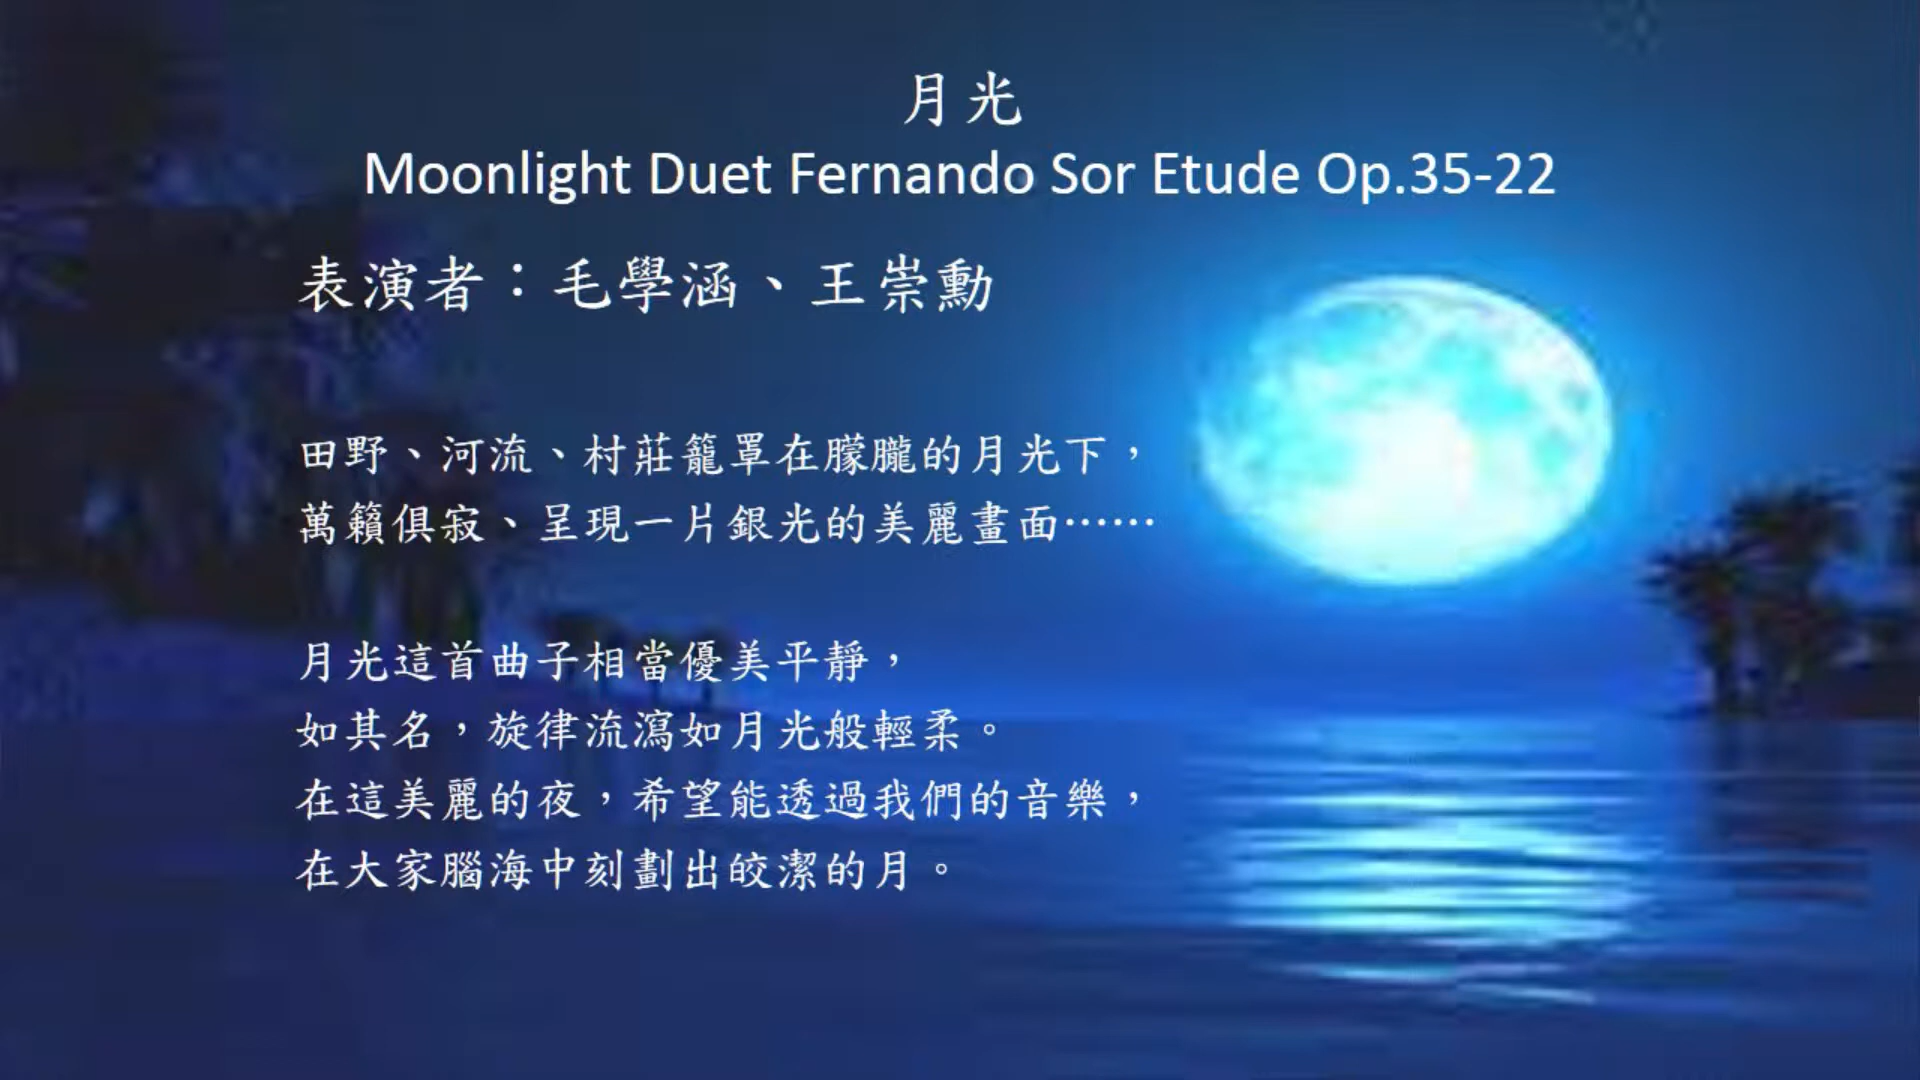 月光
Moonlight Duet Fernando Sor Etude Op.35-22
表演者：毛學涵、王崇勳
田野、河流、村莊籠罩在朦朧的月光下，
萬籟俱寂、呈現一片銀光的美麗畫面⋯⋯
月光這首曲子相當優美平靜，
如其名，旋律流瀉如月光般輕柔。
在這美麗的夜，希望能透過我們的音樂，
在大家腦海中刻劃出皎潔的月。